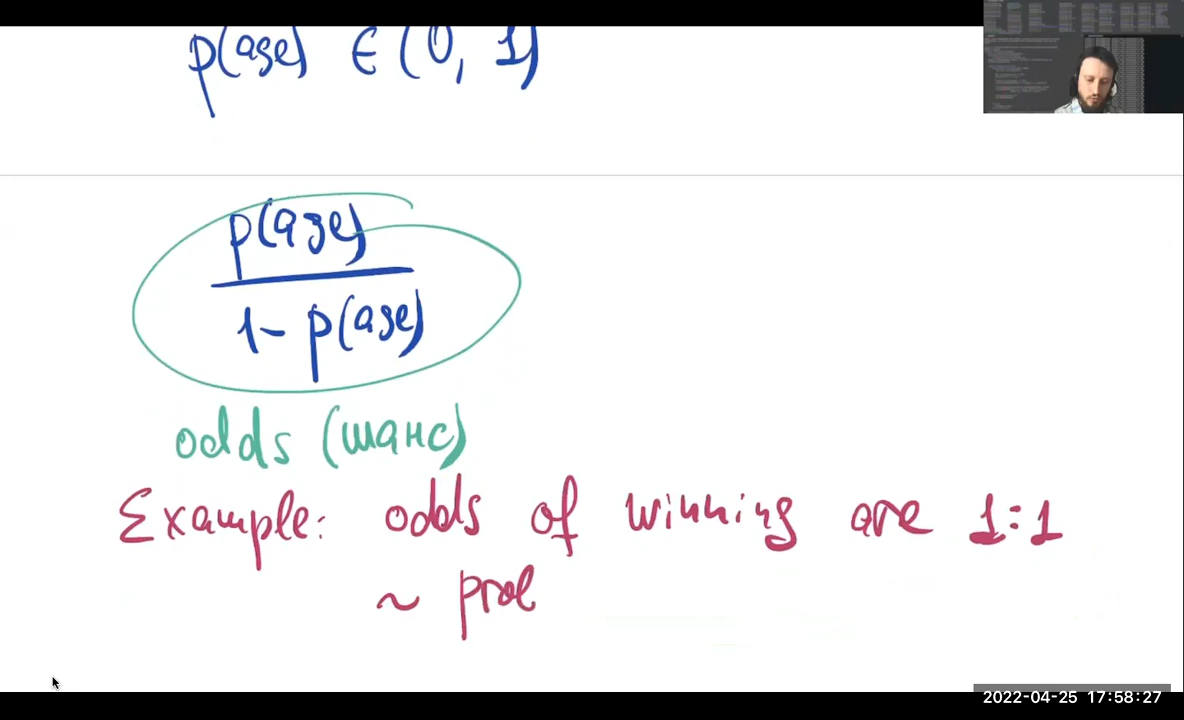 p(age) ∈ (0, 1)
p(age)
1 - p(age)
odds (шанс)
Example: odds of winning are 1:1
~ prob
2022-04-25 17:58:27